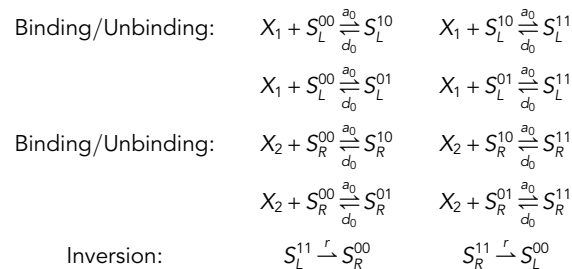 Binding/Unbinding: X₁ + S_L^00 ⇌ S_L^10 (a₀, d₀) X₁ + S_L^10 ⇌ S_L^11 (a₀, d₀)
X₁ + S_L^00 ⇌ S_L^01 (a₀, d₀) X₁ + S_L^01 ⇌ S_L^11 (a₀, d₀)
Binding/Unbinding: X₂ + S_R^00 ⇌ S_R^10 (a₀, d₀) X₂ + S_R^10 ⇌ S_R^11 (a₀, d₀)
X₂ + S_R^00 ⇌ S_R^01 (a₀, d₀) X₂ + S_R^01 ⇌ S_R^11 (a₀, d₀)
Inversion: S_L^11 →^r S_R^00 S_R^11 →^r S_L^00